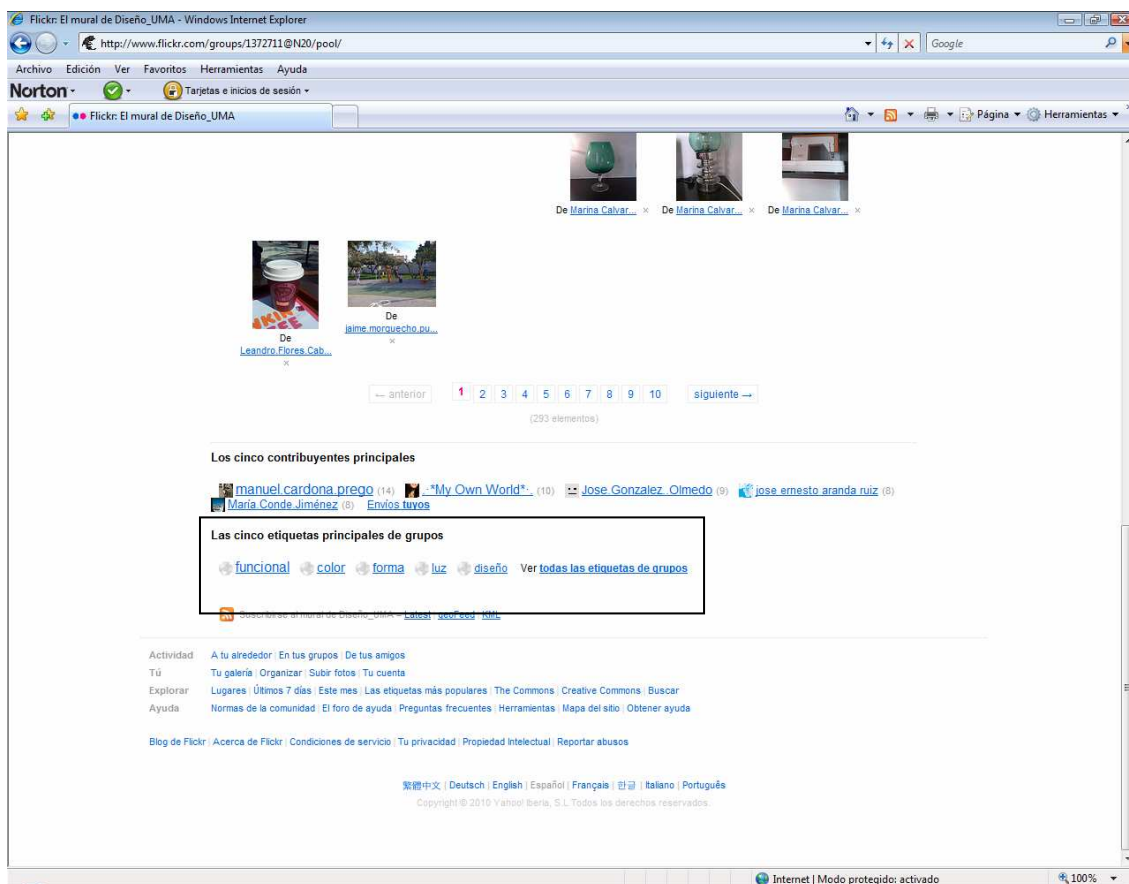 Flickr: El mural de Diseño_UMA - Windows Internet Explorer
http://www.flickr.com/groups/1372711@N20/pool/
Google
Archivo Edición Ver Favoritos Herramientas Ayuda
Norton Tarjetas e inicios de sesión
Flickr: El mural de Diseño_UMA
Página Herramientas
De Marina Calvar... × De Marina Calvar... × De Marina Calvar... ×
De
jaime.morquecho.pu...
×
De
Leandro.Flores.Cab...
×
← anterior 1 2 3 4 5 6 7 8 9 10 siguiente →
(293 elementos)
Los cinco contribuyentes principales
manuel.cardona.prego (14) .·*My Own World*·. (10) Jose.Gonzalez..Olmedo (9) jose ernesto aranda ruiz (8)
María.Conde.Jiménez (8) Envíos tuyos
Las cinco etiquetas principales de grupos
funcional color forma luz diseño Ver todas las etiquetas de grupos
Suscribirse al mural de Diseño_UMA – Latest | geoFeed | KML
Actividad A tu alrededor | En tus grupos | De tus amigos
Tú Tu galería | Organizar | Subir fotos | Tu cuenta
Explorar Lugares | Últimos 7 días | Este mes | Las etiquetas más populares | The Commons | Creative Commons | Buscar
Ayuda Normas de la comunidad | El foro de ayuda | Preguntas frecuentes | Herramientas | Mapa del sitio | Obtener ayuda
Blog de Flickr | Acerca de Flickr | Condiciones de servicio | Tu privacidad | Propiedad Intelectual | Reportar abusos
繁體中文 | Deutsch | English | Español | Français | 한글 | Italiano | Português
Copyright © 2010 Yahoo! Iberia, S.L. Todos los derechos reservados.
Internet | Modo protegido: activado 100%